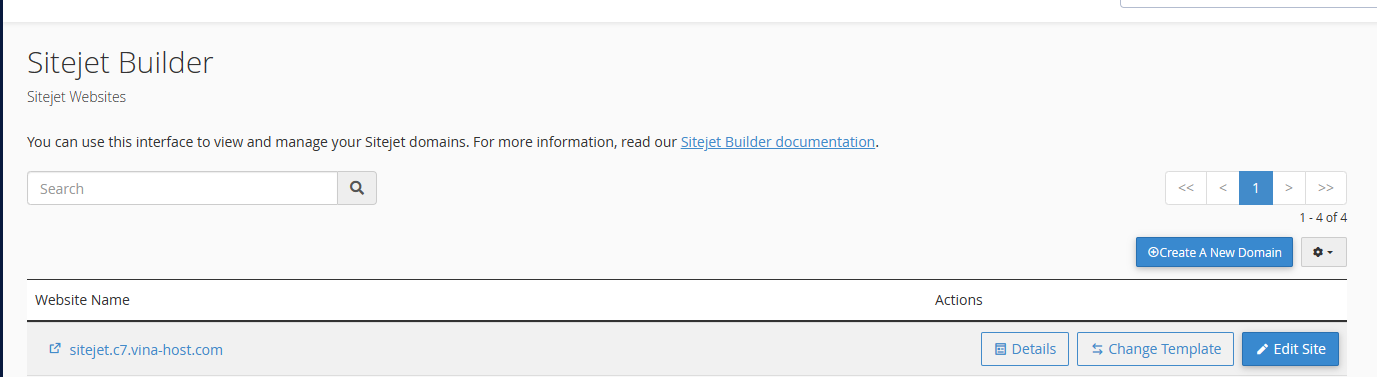 Sitejet Builder
Sitejet Websites
You can use this interface to view and manage your Sitejet domains. For more information, read our Sitejet Builder documentation.
Search
<< < 1 > >>
1 - 4 of 4
Create A New Domain
Website Name Actions
sitejet.c7.vina-host.com Details Change Template Edit Site